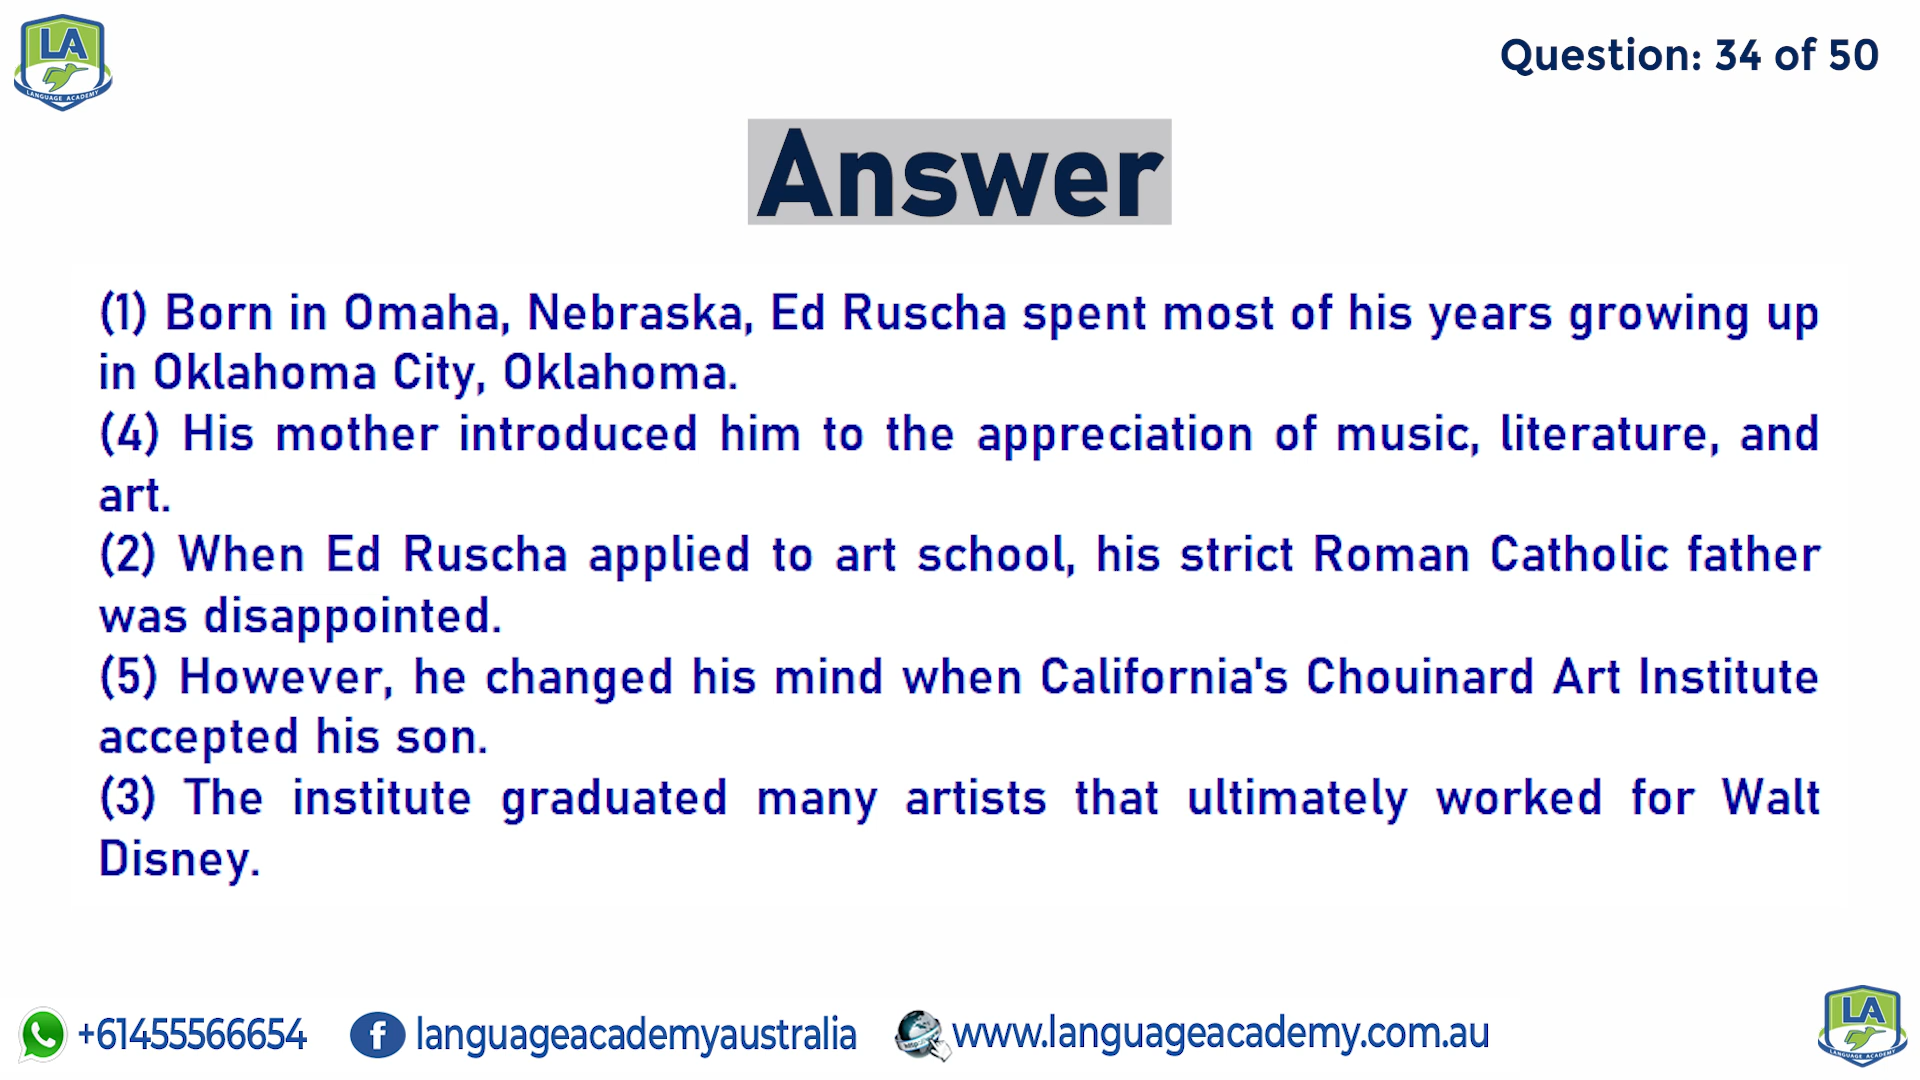 LA
LANGUAGE ACADEMY
Question: 34 of 50
Answer
(1) Born in Omaha, Nebraska, Ed Ruscha spent most of his years growing up
in Oklahoma City, Oklahoma.
(4) His mother introduced him to the appreciation of music, literature, and
art.
(2) When Ed Ruscha applied to art school, his strict Roman Catholic father
was disappointed.
(5) However, he changed his mind when California's Chouinard Art Institute
accepted his son.
(3) The institute graduated many artists that ultimately worked for Walt
Disney.
+61455566654
f languageacademyaustralia
www.languageacademy.com.au
LA
LANGUAGE ACADEMY